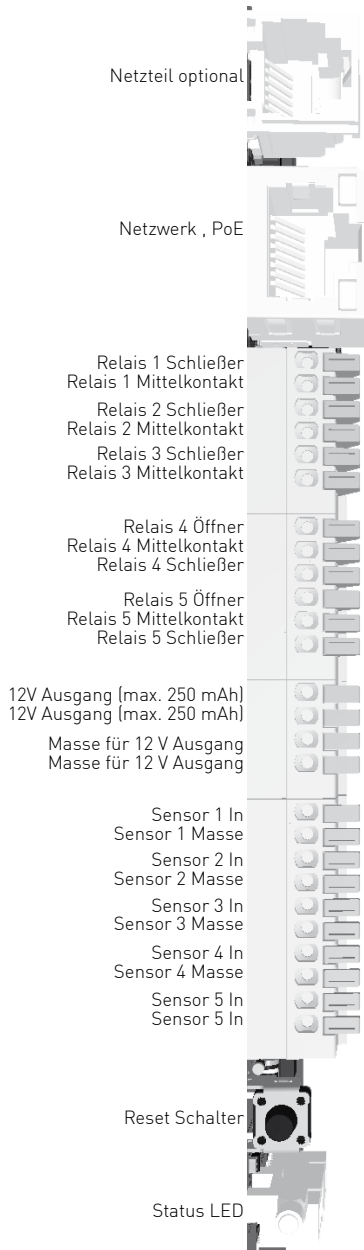 Netzteil optional
Netzwerk , PoE
Relais 1 Schließer
Relais 1 Mittelkontakt
Relais 2 Schließer
Relais 2 Mittelkontakt
Relais 3 Schließer
Relais 3 Mittelkontakt
Relais 4 Öffner
Relais 4 Mittelkontakt
Relais 4 Schließer
Relais 5 Öffner
Relais 5 Mittelkontakt
Relais 5 Schließer
12V Ausgang (max. 250 mAh)
12V Ausgang (max. 250 mAh)
Masse für 12 V Ausgang
Masse für 12 V Ausgang
Sensor 1 In
Sensor 1 Masse
Sensor 2 In
Sensor 2 Masse
Sensor 3 In
Sensor 3 Masse
Sensor 4 In
Sensor 4 Masse
Sensor 5 In
Sensor 5 In
Reset Schalter
Status LED